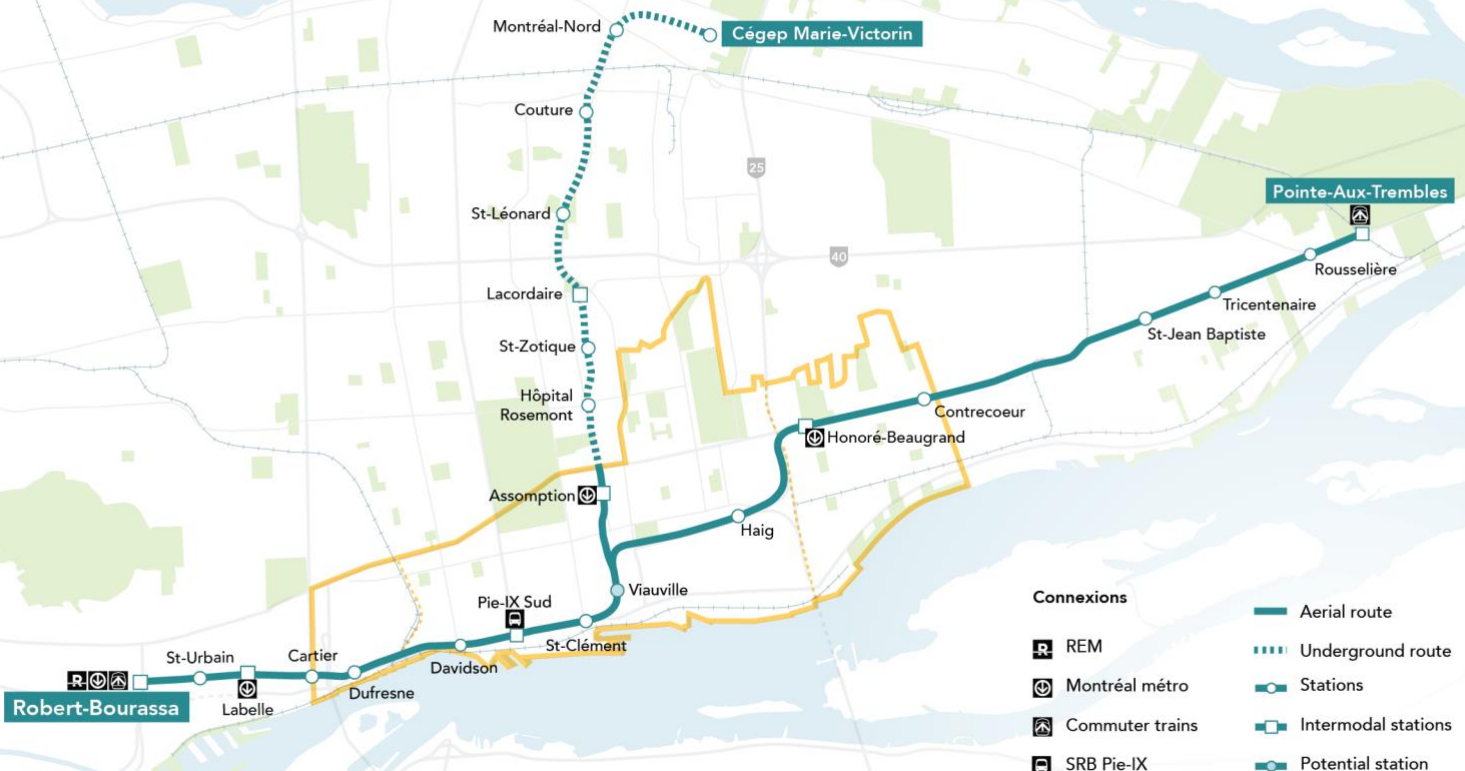 Montréal-Nord
Cégep Marie-Victorin
Couture
25
St-Léonard
Pointe-Aux-Trembles
40
Rousselière
Lacordaire
Tricentenaire
St-Jean Baptiste
St-Zotique
Hôpital
Rosemont
Contrecoeur
Honoré-Beaugrand
Assomption
Haig
Viauville
Pie-IX Sud
St-Clément
Davidson
St-Urbain
Cartier
Dufresne
R
Labelle
Robert-Bourassa
Connexions
R REM
Montréal métro
Commuter trains
SRB Pie-IX
Aerial route
Underground route
Stations
Intermodal stations
Potential station